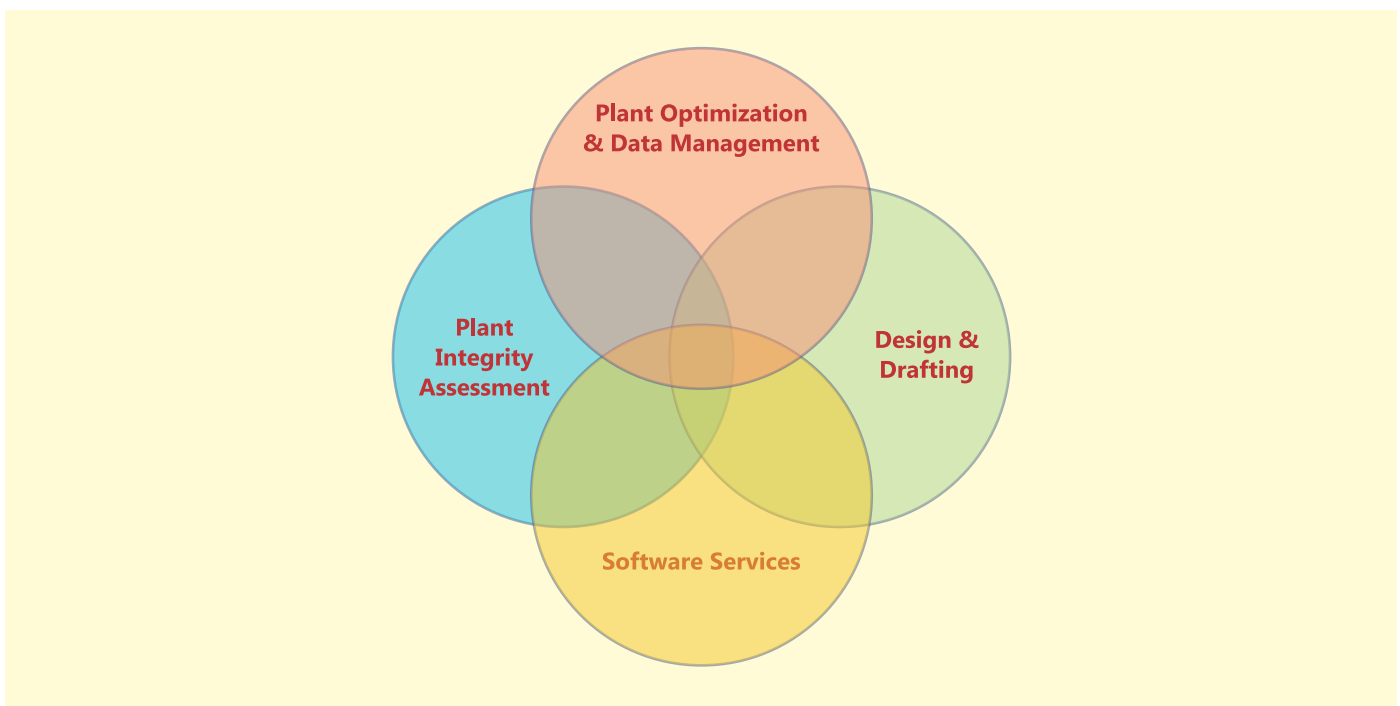 Plant Optimization
& Data Management
Plant
Integrity
Assessment
Design &
Drafting
Software Services